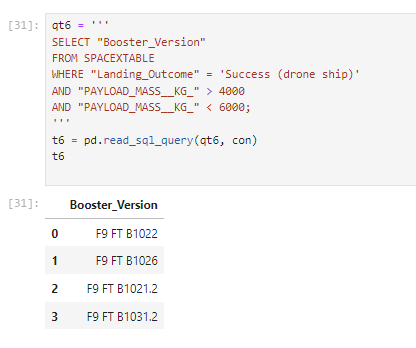 [31]: qt6 = '''
SELECT "Booster_Version"
FROM SPACEXTABLE
WHERE "Landing_Outcome" = 'Success (drone ship)'
AND "PAYLOAD_MASS__KG_" > 4000
AND "PAYLOAD_MASS__KG_" < 6000;
'''
t6 = pd.read_sql_query(qt6, con)
t6
[31]:
Booster_Version
0 F9 FT B1022
1 F9 FT B1026
2 F9 FT B1021.2
3 F9 FT B1031.2